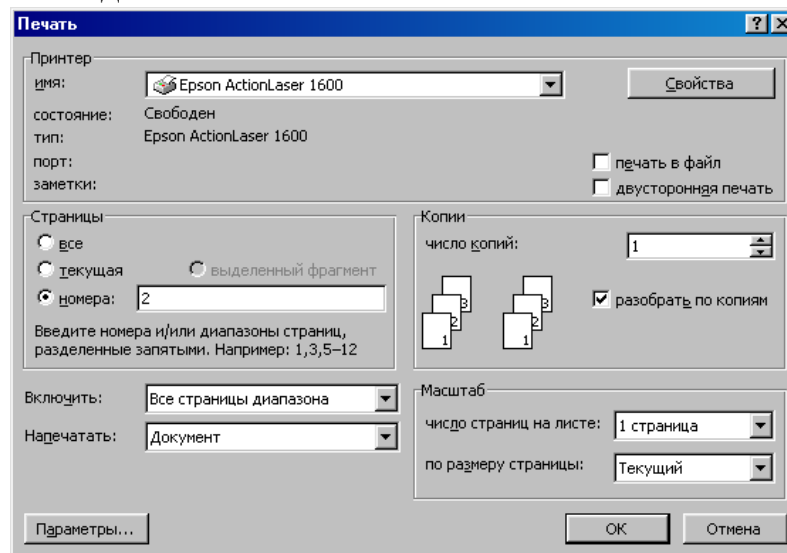 Печать
Принтер
имя: Epson ActionLaser 1600 Свойства
состояние: Свободен
тип: Epson ActionLaser 1600
порт: печать в файл
заметки: двусторонняя печать
Страницы
все
текущая выделенный фрагмент
номера: 2
Введите номера и/или диапазоны страниц,
разделенные запятыми. Например: 1,3,5–12
Копии
число копий: 1
3 3
2 2
1 1
разобрать по копиям
Включить: Все страницы диапазона
Напечатать: Документ
Масштаб
число страниц на листе: 1 страница
по размеру страницы: Текущий
Параметры... OK Отмена